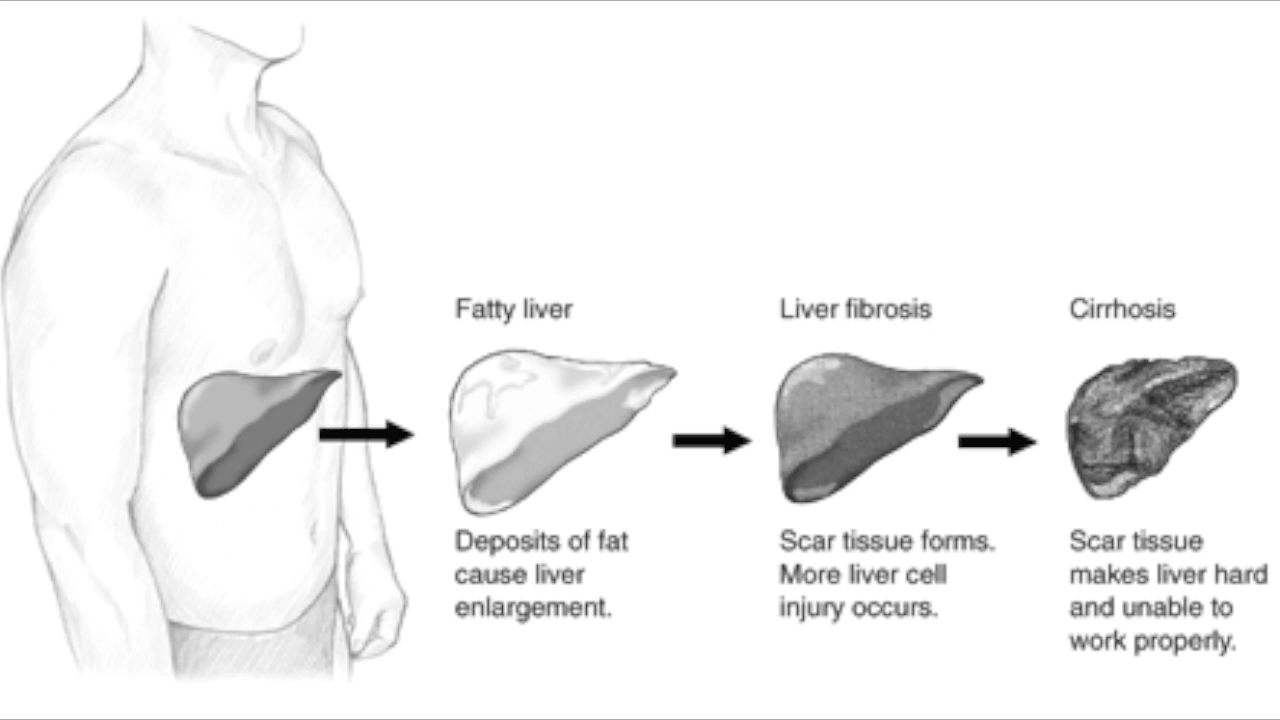 Fatty liver
Deposits of fat
cause liver
enlargement.
Liver fibrosis
Scar tissue forms.
More liver cell
injury occurs.
Cirrhosis
Scar tissue
makes liver hard
and unable to
work properly.